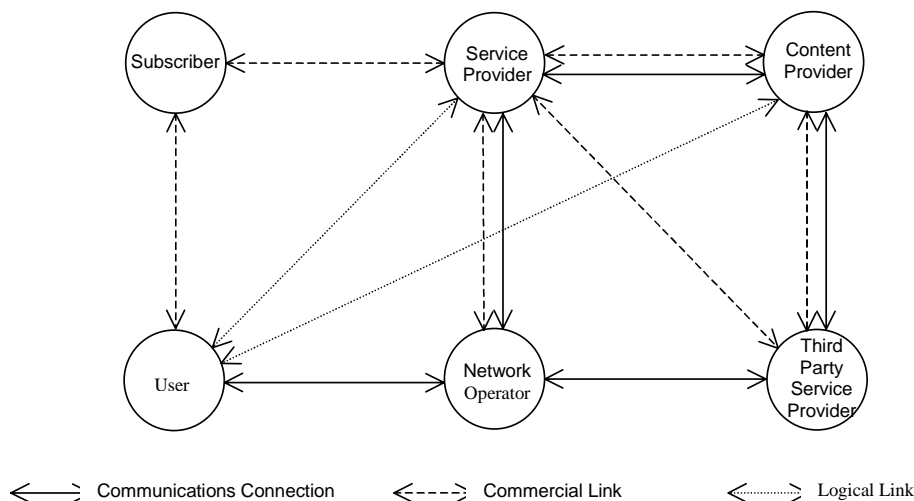 Subscriber
Service
Provider
Content
Provider
User
Network
Operator
Third
Party
Service
Provider
Communications Connection
Commercial Link
Logical Link